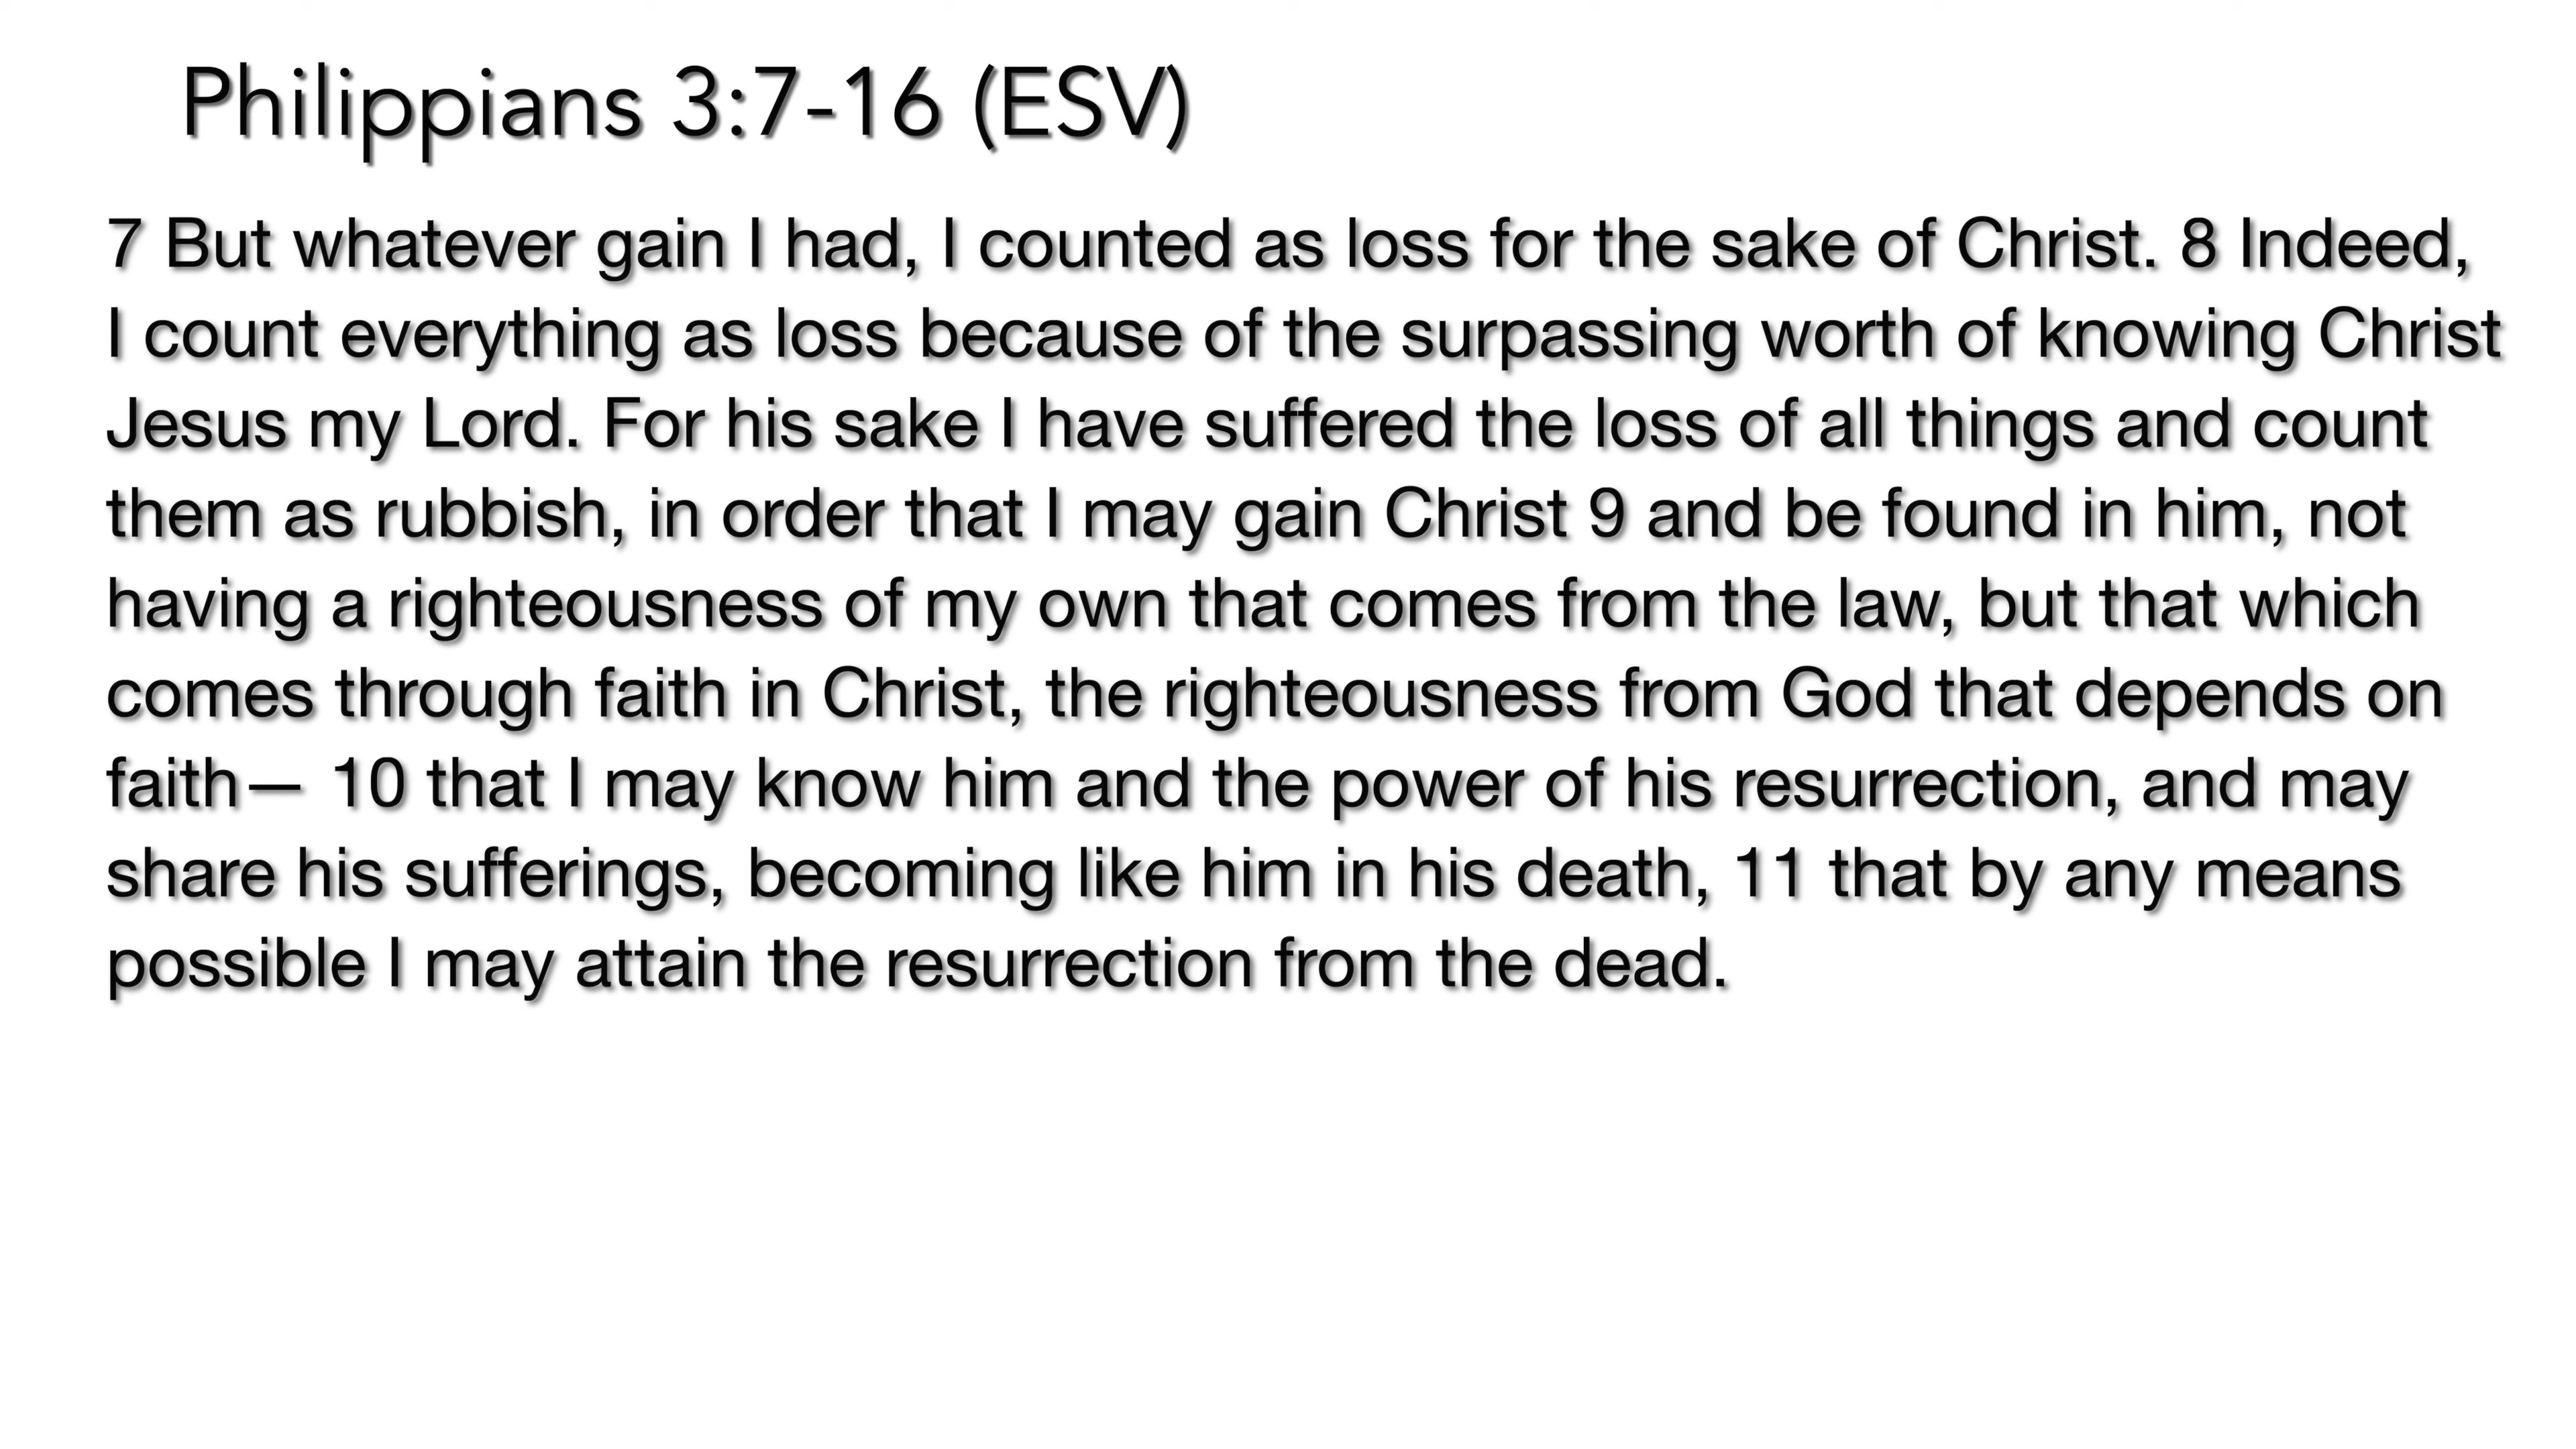 Philippians 3:7-16 (ESV)
7 But whatever gain I had, I counted as loss for the sake of Christ. 8 Indeed,
I count everything as loss because of the surpassing worth of knowing Christ
Jesus my Lord. For his sake I have suffered the loss of all things and count
them as rubbish, in order that I may gain Christ 9 and be found in him, not
having a righteousness of my own that comes from the law, but that which
comes through faith in Christ, the righteousness from God that depends on
faith— 10 that I may know him and the power of his resurrection, and may
share his sufferings, becoming like him in his death, 11 that by any means
possible I may attain the resurrection from the dead.